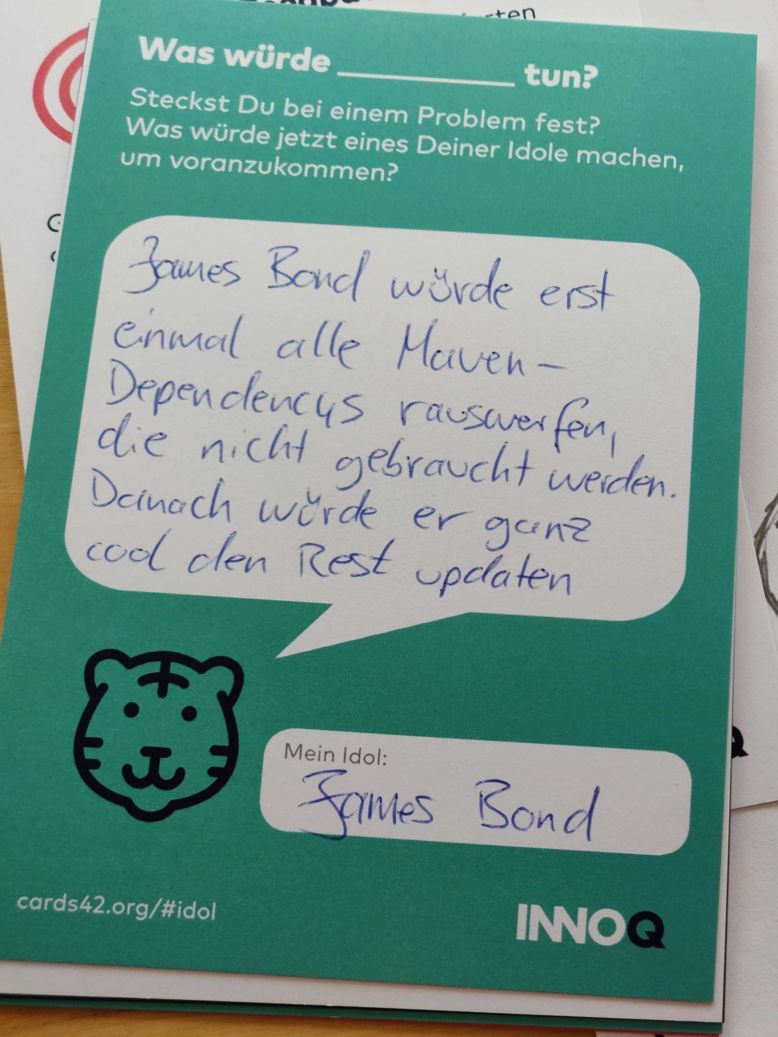 Was würde __________ tun?
Steckst Du bei einem Problem fest?
Was würde jetzt eines Deiner Idole machen,
um voranzukommen?
James Bond würde erst
einmal alle Maven-
Dependencys rauswerfen,
die nicht gebraucht werden.
Danach würde er ganz
cool den Rest updaten
Mein Idol:
James Bond
cards42.org/#idol
INNOQ